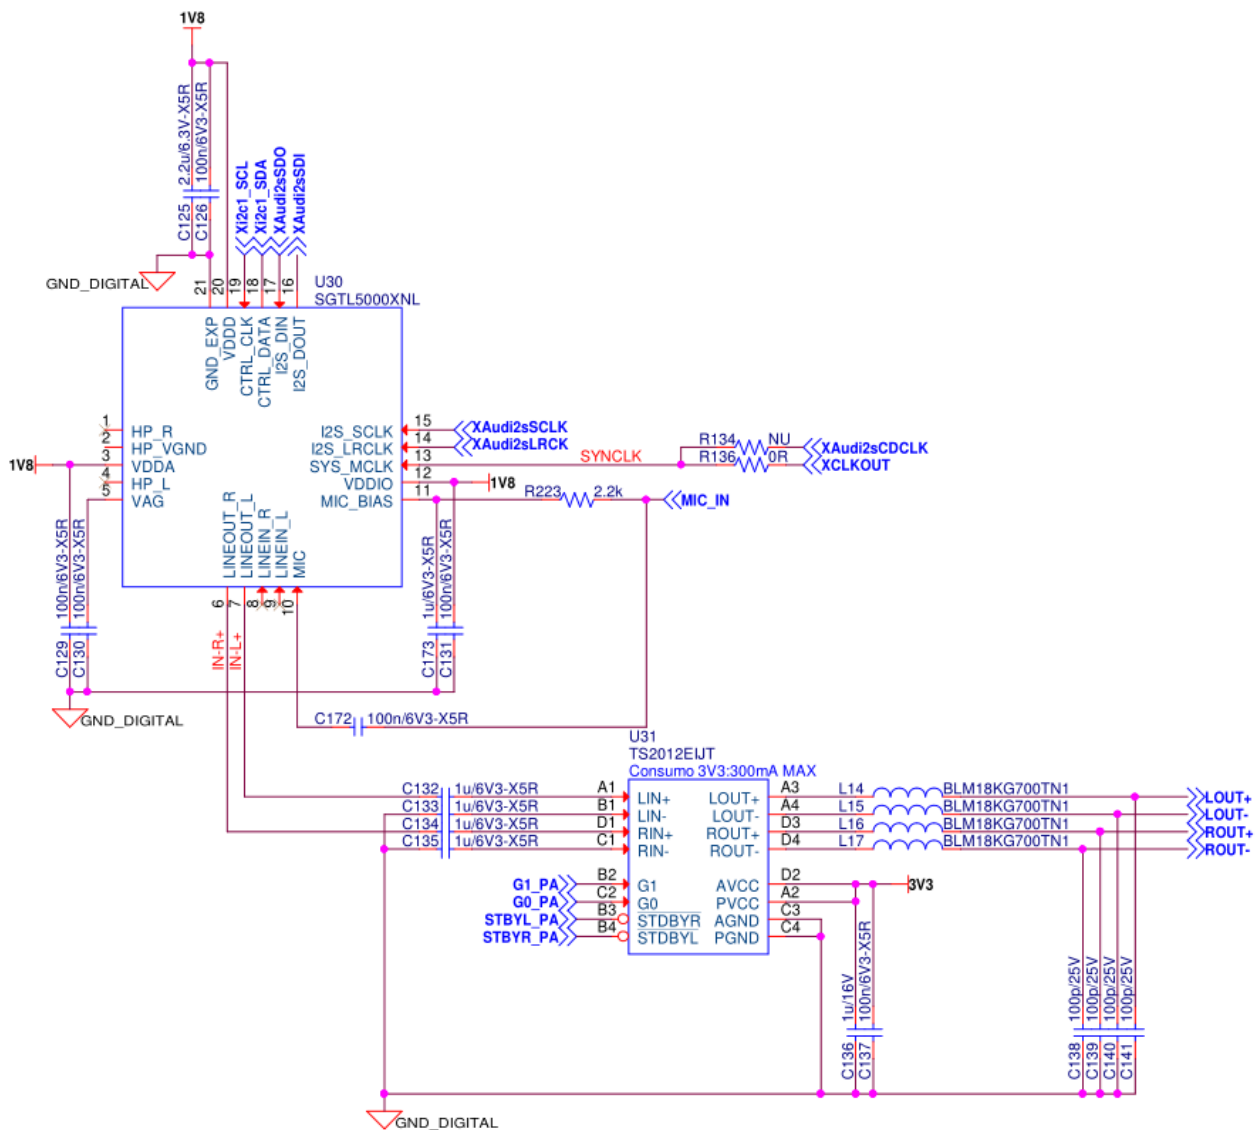 1V8
2.2u/6.3V-X5R
100n/6V3-X5R
C125
C126
GND_DIGITAL
Xi2c1_SCL
Xi2c1_SDA
XAudi2sSDO
XAudi2sSDI
21
20
19
18
17
16
U30
SGTL5000XNL
GND_EXP
VDDD
CTRL_CLK
CTRL_DATA
I2S_DIN
I2S_DOUT
1 HP_R
2 HP_VGND
1V8 3 VDDA
4 HP_L
5 VAG
I2S_SCLK 15 XAudi2sSCLK
I2S_LRCLK 14 XAudi2sLRCK
SYS_MCLK 13 SYNCLK
VDDIO 12 1V8
MIC_BIAS 11 R223 2.2k MIC_IN
R134 NU XAudi2sCDCLK
R136 0R XCLKOUT
LINEOUT_R
LINEOUT_L
LINEIN_R
LINEIN_L
MIC
6
7
8
9
10
IN-R+
IN-L+
100n/6V3-X5R
100n/6V3-X5R
C129
C130
GND_DIGITAL
1u/6V3-X5R
100n/6V3-X5R
C173
C131
C172 100n/6V3-X5R
U31
TS2012EIJT
Consumo 3V3:300mA MAX
C132 1u/6V3-X5R A1 LIN+ LOUT+ A3 L14 BLM18KG700TN1 LOUT+
C133 1u/6V3-X5R B1 LIN- LOUT- A4 L15 BLM18KG700TN1 LOUT-
C134 1u/6V3-X5R D1 RIN+ ROUT+ D3 L16 BLM18KG700TN1 ROUT+
C135 1u/6V3-X5R C1 RIN- ROUT- D4 L17 BLM18KG700TN1 ROUT-
G1_PA B2 G1 AVCC D2 3V3
G0_PA C2 G0 PVCC A2
STBYL_PA B3 STDBYR AGND C3
STBYR_PA B4 STDBYL PGND C4
1u/16V
100n/6V3-X5R
C136
C137
100p/25V
100p/25V
100p/25V
100p/25V
C138
C139
C140
C141
GND_DIGITAL